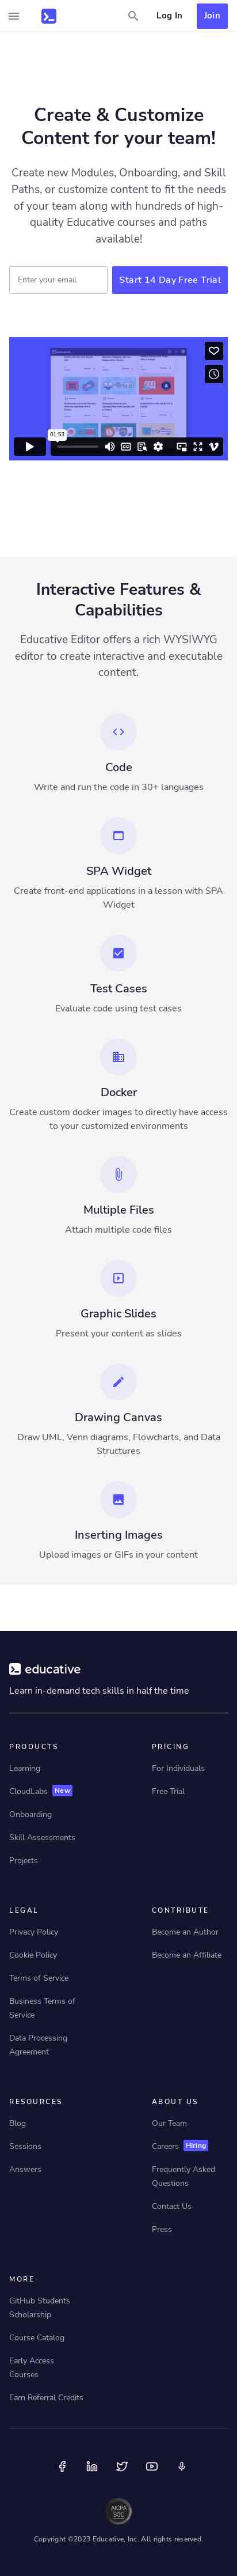 Log In
Join
Create & Customize
Content for your team!
Create new Modules, Onboarding, and Skill
Paths, or customize content to fit the needs
of your team along with hundreds of high-
quality Educative courses and paths
available!
Enter your email
Start 14 Day Free Trial
01:53
Interactive Features &
Capabilities
Educative Editor offers a rich WYSIWYG
editor to create interactive and executable
content.
Code
Write and run the code in 30+ languages
SPA Widget
Create front-end applications in a lesson with SPA
Widget
Test Cases
Evaluate code using test cases
Docker
Create custom docker images to directly have access
to your customized environments
Multiple Files
Attach multiple code files
Graphic Slides
Present your content as slides
Drawing Canvas
Draw UML, Venn diagrams, Flowcharts, and Data
Structures
Inserting Images
Upload images or GIFs in your content
educative
Learn in-demand tech skills in half the time
PRODUCTS
Learning
CloudLabs New
Onboarding
Skill Assessments
Projects
PRICING
For Individuals
Free Trial
LEGAL
Privacy Policy
Cookie Policy
Terms of Service
Business Terms of
Service
Data Processing
Agreement
CONTRIBUTE
Become an Author
Become an Affiliate
RESOURCES
Blog
Sessions
Answers
ABOUT US
Our Team
Careers Hiring
Frequently Asked
Questions
Contact Us
Press
MORE
GitHub Students
Scholarship
Course Catalog
Early Access
Courses
Earn Referral Credits
AICPA
SOC
Copyright ©2023 Educative, Inc. All rights reserved.